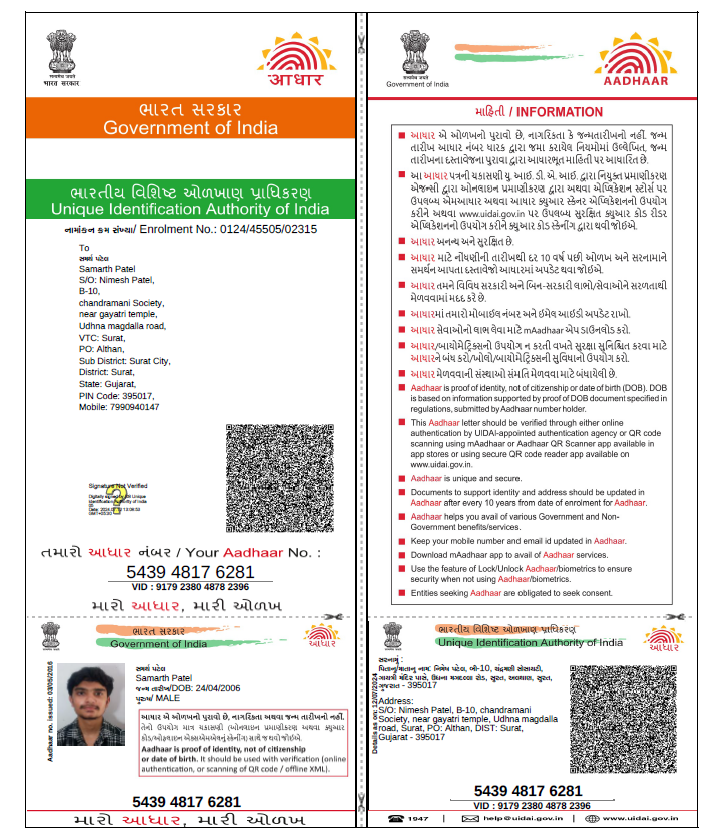 भारत सरकार
આધાર
ભારત સરકાર
Government of India
ભારતીય વિશિષ્ટ ઓળખાણ પ્રાધિકરણ
Unique Identification Authority of India
નામાંકન ક્રમ સંખ્યા/ Enrolment No.: 0124/45505/02315
To
સમર્થ પટેલ
Samarth Patel
S/O: Nimesh Patel,
B-10,
chandramani Society,
near gayatri temple,
Udhna magdalla road,
VTC: Surat,
PO: Althan,
Sub District: Surat City,
District: Surat,
State: Gujarat,
PIN Code: 395017,
Mobile: 7990940147
Signature Not Verified
Digitally signed by Unique
Identification Authority of India
તમારો આધાર નંબર / Your Aadhaar No. :
5439 4817 6281
VID : 9179 2380 4878 2396
મારો આધાર, મારી ઓળખ
ભારત સરકાર
Government of India
આધાર
Aadhaar no. issued: 03/05/2016
સમર્થ પટેલ
Samarth Patel
જન્મ તારીખ/DOB: 24/04/2006
પુરુષ/ MALE
આધાર એ ઓળખનો પુરાવો છે, નાગરિકતા અથવા જન્મ તારીખનો નહીં.
તેનો ઉપયોગ માત્ર ચકાસણી (ઓનલાઇન પ્રમાણીકરણ અથવા ક્યુઆર
કોડ/ઓફલાઇન એક્સએમએલનું સ્કેનીંગ) સાથે જ થવો જોઈએ.
Aadhaar is proof of identity, not of citizenship
or date of birth. It should be used with verification (online
authentication, or scanning of QR code / offline XML).
5439 4817 6281
મારો આધાર, મારી ઓળખ
Government of India
AADHAAR
માહિતી / INFORMATION
આધાર એ ઓળખનો પુરાવો છે, નાગરિકતા કે જન્મતારીખનો નહીં. જન્મ
તારીખ આધાર નંબર ધારક દ્વારા જમા કરાયેલ નિયમોમાં ઉલ્લેખિત, જન્મ
તારીખના દસ્તાવેજના પુરાવા દ્વારા આધારભૂત માહિતી પર આધારિત છે.
આ આધાર પત્રની ચકાસણી યુ. આઈ. ડી. એ. આઈ. દ્વારા નિયુક્ત પ્રમાણીકરણ
એજન્સી દ્વારા ઓનલાઇન પ્રમાણીકરણ દ્વારા અથવા એપ્લિકેશન સ્ટોર્સ પર
ઉપલબ્ધ એમઆધાર અથવા આધાર ક્યુઆર સ્કેનર એપ્લિકેશનનો ઉપયોગ
કરીને અથવા www.uidai.gov.in પર ઉપલબ્ધ સુરક્ષિત ક્યુઆર કોડ રીડર
એપ્લિકેશનનો ઉપયોગ કરીને ક્યુઆર કોડ સ્કેનીંગ દ્વારા થવી જોઈએ.
આધાર અનન્ય અને સુરક્ષિત છે.
આધાર માટે નોંધણીની તારીખથી દર 10 વર્ષ પછી ઓળખ અને સરનામાંને
સમર્થન આપતા દસ્તાવેજો આધારમાં અપડેટ થવા જોઈએ.
આધાર તમને વિવિધ સરકારી અને બિન-સરકારી લાભો/સેવાઓને સરળતાથી
મેળવવામાં મદદ કરે છે.
આધારમાં તમારો મોબાઈલ નંબર અને ઇમેલ આઈડી અપડેટ રાખો.
આધાર સેવાઓનો લાભ લેવા માટે mAadhaar એપ ડાઉનલોડ કરો.
આધાર/બાયોમેટ્રિક્સનો ઉપયોગ ન કરતી વખતે સુરક્ષા સુનિશ્ચિત કરવા માટે
આધારને બંધ કરો/ખોલો/બાયોમેટ્રિક્સની સુવિધાનો ઉપયોગ કરો.
આધાર મેળવવાની સંસ્થાઓ સંમતિ મેળવવા માટે બંધાયેલી છે.
Aadhaar is proof of identity, not of citizenship or date of birth (DOB). DOB
is based on information supported by proof of DOB document specified in
regulations, submitted by Aadhaar number holder.
This Aadhaar letter should be verified through either online
authentication by UIDAI-appointed authentication agency or QR code
scanning using mAadhaar or Aadhaar QR Scanner app available in
app stores or using secure QR code reader app available on
www.uidai.gov.in.
Aadhaar is unique and secure.
Documents to support identity and address should be updated in
Aadhaar after every 10 years from date of enrolment for Aadhaar.
Aadhaar helps you avail of various Government and Non-
Government benefits/services.
Keep your mobile number and email id updated in Aadhaar.
Download mAadhaar app to avail of Aadhaar services.
Use the feature of Lock/Unlock Aadhaar/biometrics to ensure
security when not using Aadhaar/biometrics.
Entities seeking Aadhaar are obligated to seek consent.
ભારતીય વિશિષ્ટ ઓળખાણ પ્રાધિકરણ
Unique Identification Authority of India
આધાર
Details as on: 12/07/2024
સરનામું :
પિતાનું/માતાનું નામ: નિમેષ પટેલ, બી-10, ચંદ્રમણી સોસાયટી,
ગાયત્રી મંદિર પાસે, ઉધના મગદલ્લા રોડ, સુરત, અલથાણ, સુરત,
ગુજરાત - 395017
Address:
S/O: Nimesh Patel, B-10, chandramani
Society, near gayatri temple, Udhna magdalla
road, Surat, PO: Althan, DIST: Surat,
Gujarat - 395017
5439 4817 6281
VID : 9179 2380 4878 2396
1947 | help@uidai.gov.in | www.uidai.gov.in